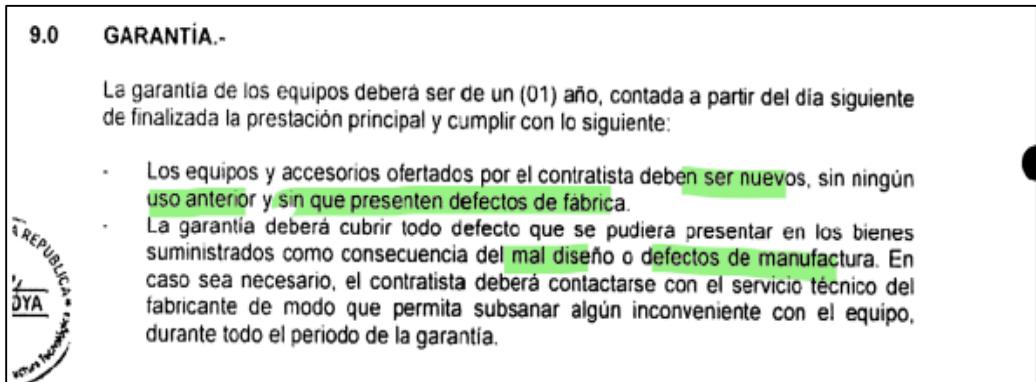 9.0 GARANTÍA.-
La garantía de los equipos deberá ser de un (01) año, contada a partir del día siguiente
de finalizada la prestación principal y cumplir con lo siguiente:
- Los equipos y accesorios ofertados por el contratista deben ser nuevos, sin ningún
uso anterior y sin que presenten defectos de fábrica.
- La garantía deberá cubrir todo defecto que se pudiera presentar en los bienes
suministrados como consecuencia del mal diseño o defectos de manufactura. En
caso sea necesario, el contratista deberá contactarse con el servicio técnico del
fabricante de modo que permita subsanar algún inconveniente con el equipo,
durante todo el periodo de la garantía.
REPUBLICA